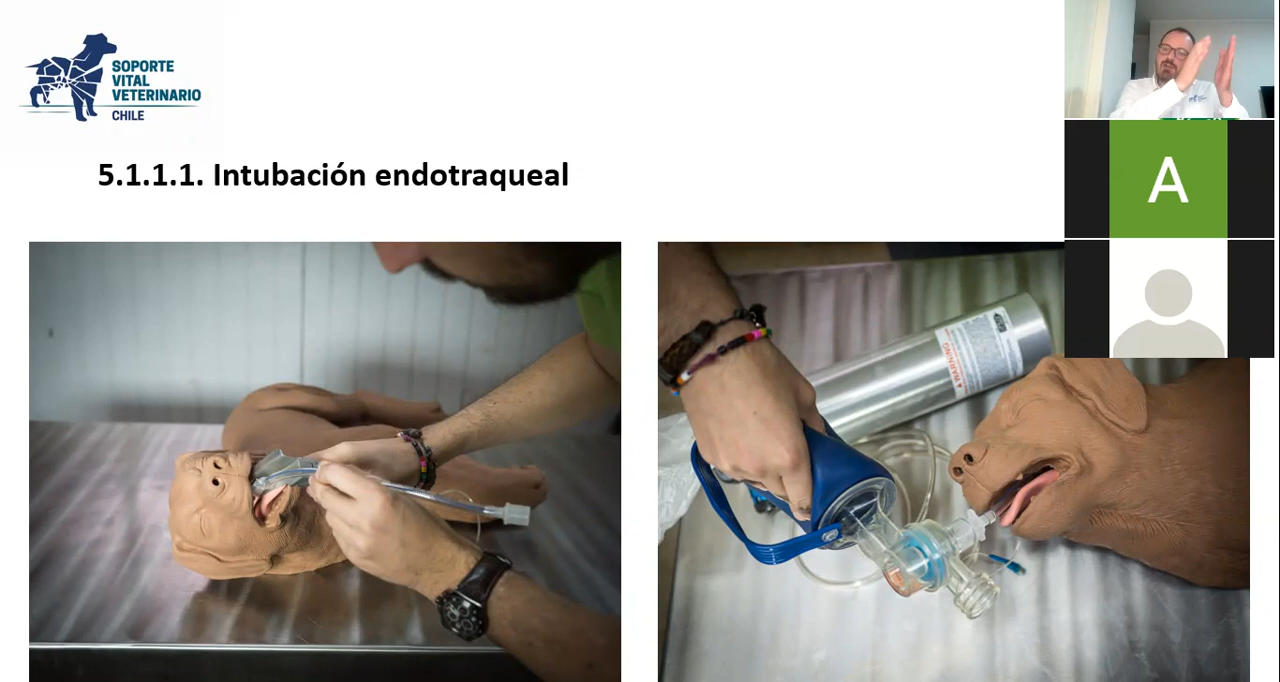 SOPORTE
VITAL
VETERINARIO
CHILE
5.1.1.1. Intubación endotraqueal
A
WARNING